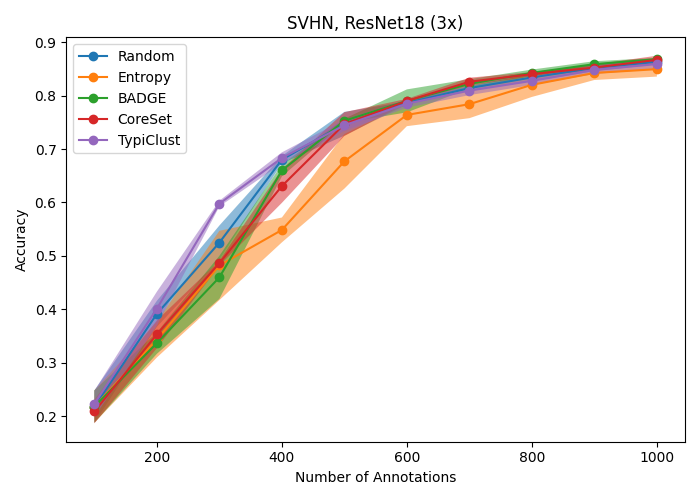 SVHN, ResNet18 (3x)
Random
Entropy
BADGE
CoreSet
TypiClust
0.9
0.8
0.7
0.6
0.5
0.4
0.3
0.2
Accuracy
200
400
600
800
1000
Number of Annotations